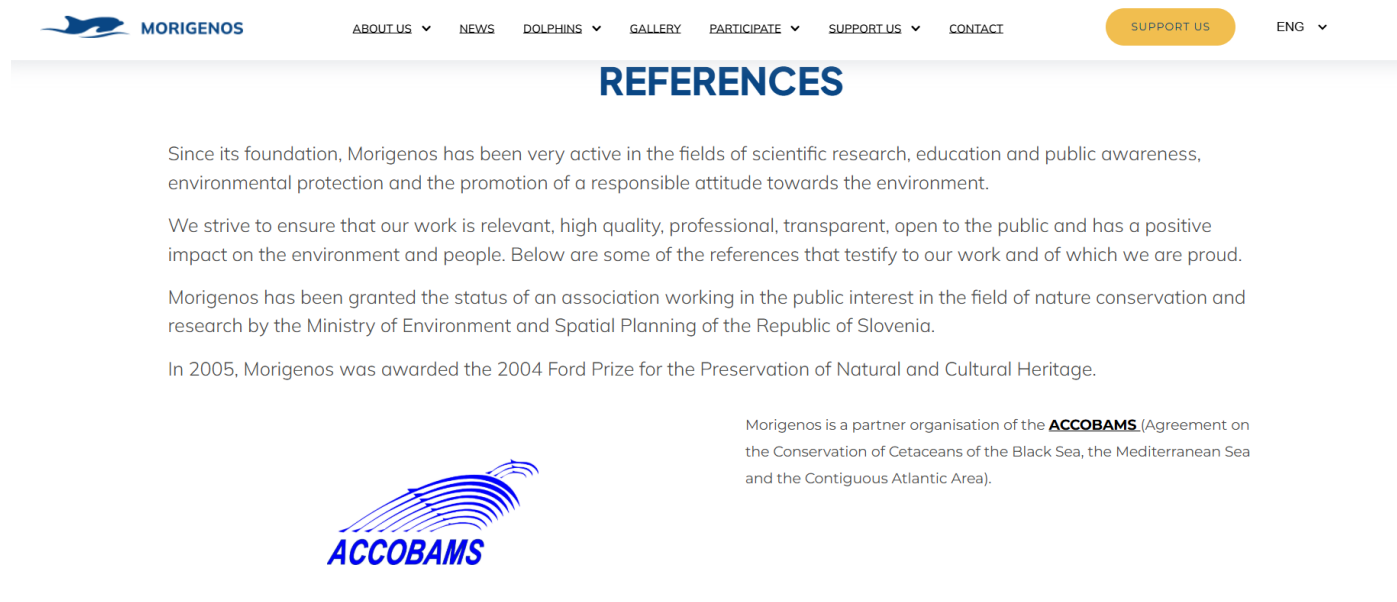 MORIGENOS
ABOUT US
NEWS
DOLPHINS
GALLERY
PARTICIPATE
SUPPORT US
CONTACT
SUPPORT US
ENG
REFERENCES
Since its foundation, Morigenos has been very active in the fields of scientific research, education and public awareness,
environmental protection and the promotion of a responsible attitude towards the environment.
We strive to ensure that our work is relevant, high quality, professional, transparent, open to the public and has a positive
impact on the environment and people. Below are some of the references that testify to our work and of which we are proud.
Morigenos has been granted the status of an association working in the public interest in the field of nature conservation and
research by the Ministry of Environment and Spatial Planning of the Republic of Slovenia.
In 2005, Morigenos was awarded the 2004 Ford Prize for the Preservation of Natural and Cultural Heritage.
ACCOBAMS
Morigenos is a partner organisation of the ACCOBAMS (Agreement on
the Conservation of Cetaceans of the Black Sea, the Mediterranean Sea
and the Contiguous Atlantic Area).